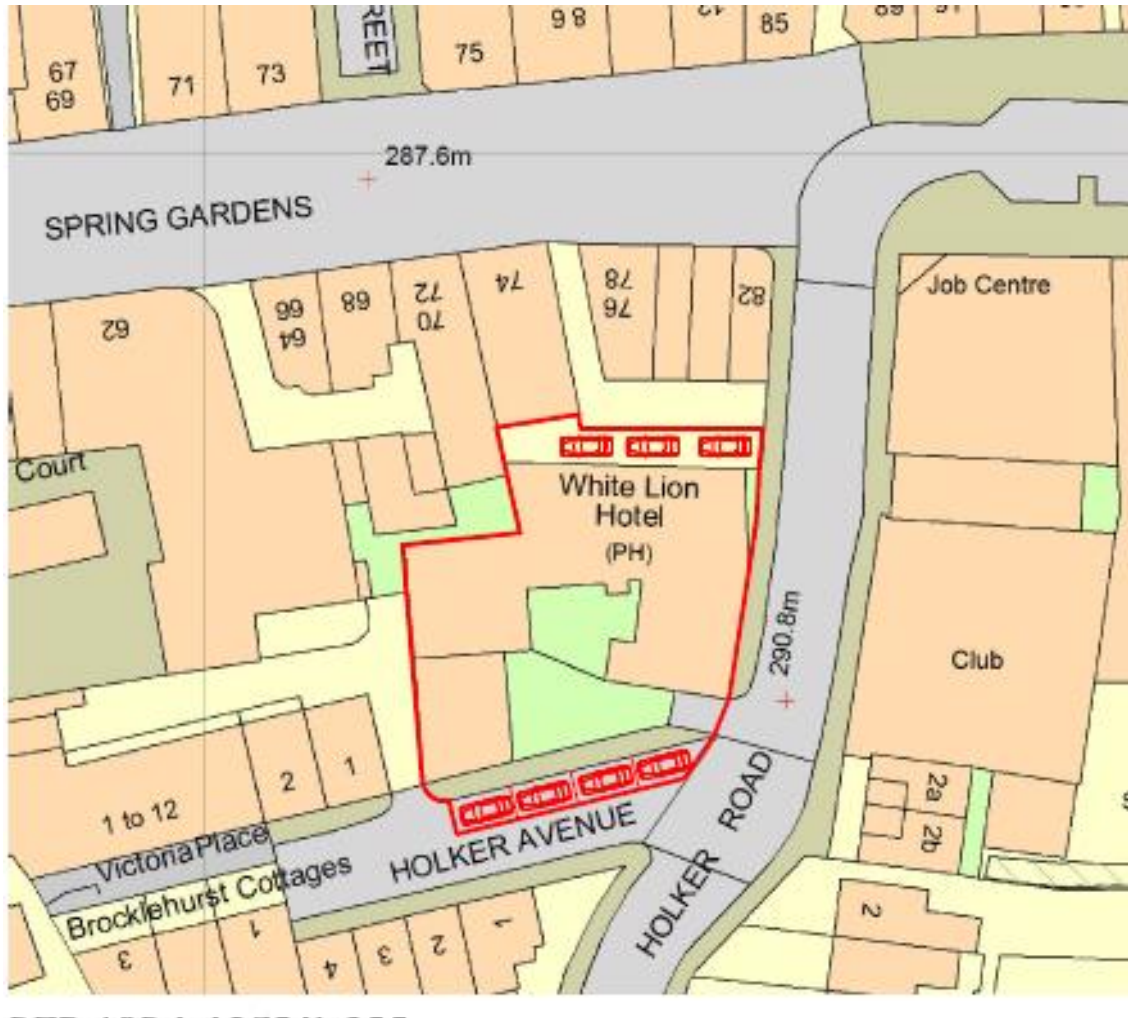 STREET
67
69
71
73
75
85
287.6m
SPRING GARDENS
62
66
64
68
72
70
74
78
76
82
Job Centre
Court
White Lion
Hotel
(PH)
290.8m
Club
1 to 12
2
1
Victoria Place
HOLKER AVENUE
HOLKER ROAD
Brocklehurst Cottages
2a
2b
3
1
4
3
2
1
2